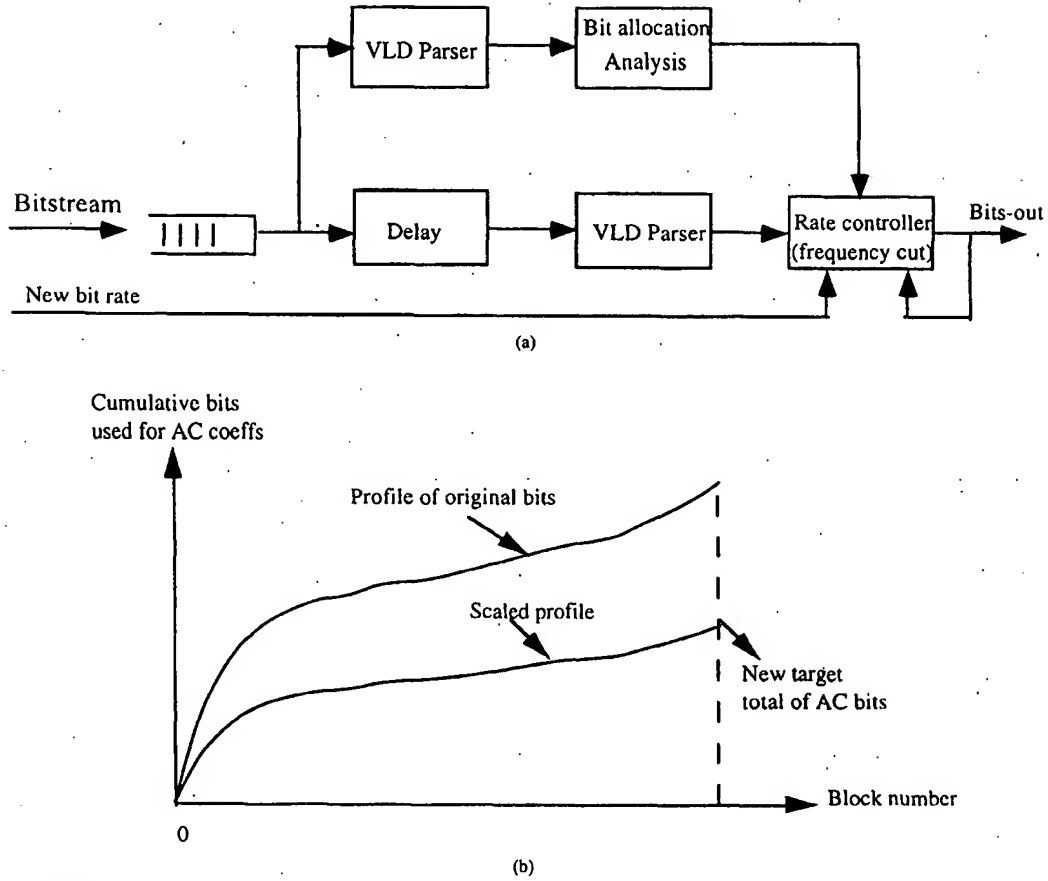 VLD Parser
Bit allocation
Analysis
Bitstream
Delay
VLD Parser
Rate controller
(frequency cut)
Bits-out
New bit rate
(a)
Cumulative bits
used for AC coeffs
Profile of original bits
Scaled profile
New target
total of AC bits
Block number
0
(b)